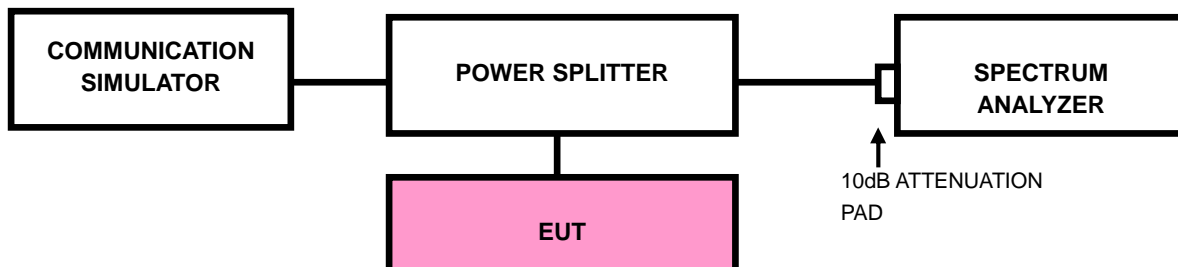 COMMUNICATION
SIMULATOR
POWER SPLITTER
SPECTRUM
ANALYZER
10dB ATTENUATION
PAD
EUT